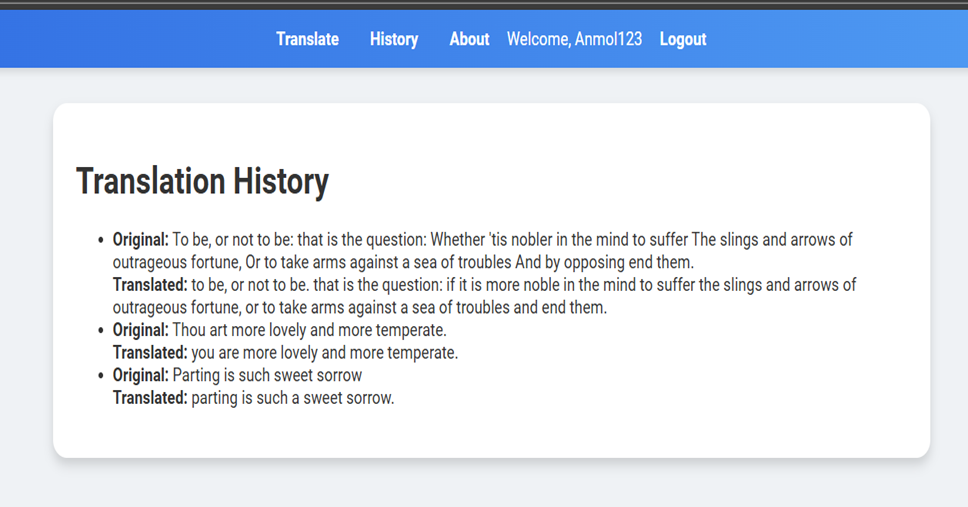 Translate History About Welcome, Anmol123 Logout
Translation History
• Original: To be, or not to be: that is the question: Whether 'tis nobler in the mind to suffer The slings and arrows of
outrageous fortune, Or to take arms against a sea of troubles And by opposing end them.
Translated: to be, or not to be. that is the question: if it is more noble in the mind to suffer the slings and arrows of
outrageous fortune, or to take arms against a sea of troubles and end them.
• Original: Thou art more lovely and more temperate.
Translated: you are more lovely and more temperate.
• Original: Parting is such sweet sorrow
Translated: parting is such a sweet sorrow.